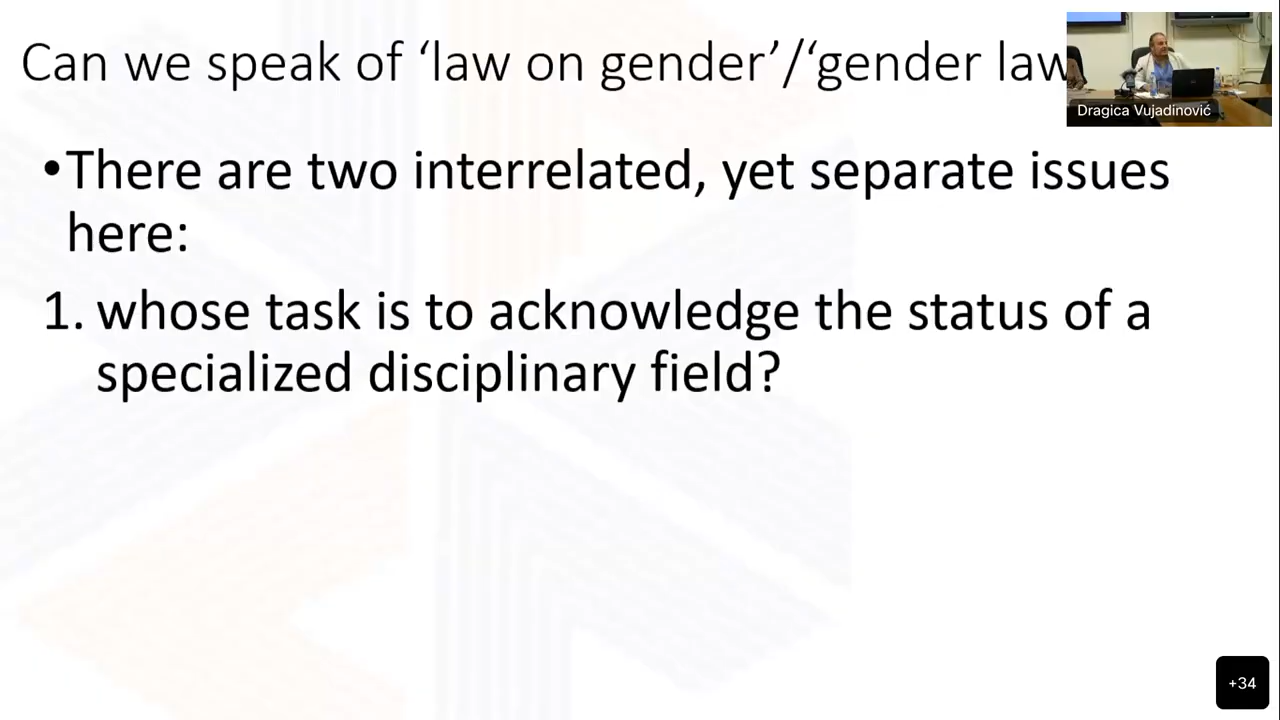 Can we speak of ‘law on gender’/‘gender law
Dragica Vujadinović
•There are two interrelated, yet separate issues
here:
1. whose task is to acknowledge the status of a
specialized disciplinary field?
+34